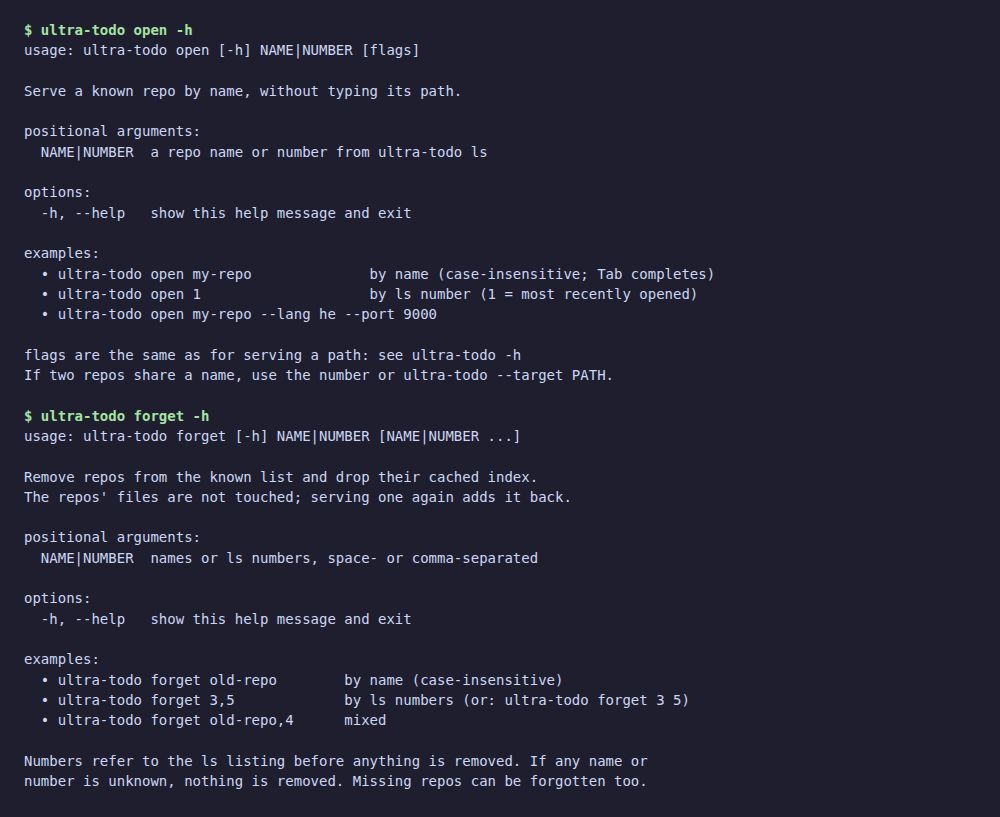 $ ultra-todo open -h
usage: ultra-todo open [-h] NAME|NUMBER [flags]

Serve a known repo by name, without typing its path.

positional arguments:
  NAME|NUMBER  a repo name or number from ultra-todo ls

options:
  -h, --help   show this help message and exit

examples:
  • ultra-todo open my-repo              by name (case-insensitive; Tab completes)
  • ultra-todo open 1                    by ls number (1 = most recently opened)
  • ultra-todo open my-repo --lang he --port 9000

flags are the same as for serving a path: see ultra-todo -h
If two repos share a name, use the number or ultra-todo --target PATH.

$ ultra-todo forget -h
usage: ultra-todo forget [-h] NAME|NUMBER [NAME|NUMBER ...]

Remove repos from the known list and drop their cached index.
The repos' files are not touched; serving one again adds it back.

positional arguments:
  NAME|NUMBER  names or ls numbers, space- or comma-separated

options:
  -h, --help   show this help message and exit

examples:
  • ultra-todo forget old-repo        by name (case-insensitive)
  • ultra-todo forget 3,5             by ls numbers (or: ultra-todo forget 3 5)
  • ultra-todo forget old-repo,4      mixed

Numbers refer to the ls listing before anything is removed. If any name or
number is unknown, nothing is removed. Missing repos can be forgotten too.